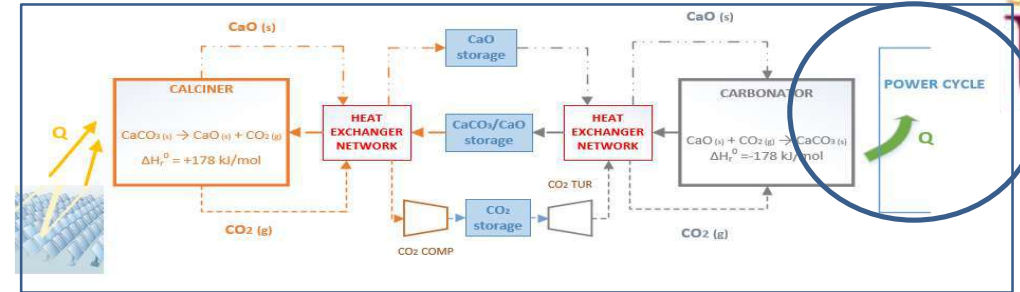 CaO (s)
CALCINER
CaCO₃ (s) → CaO (s) + CO₂ (g)
ΔHᵣ⁰ = +178 kJ/mol
Q
CO₂ (g)
HEAT
EXCHANGER
NETWORK
CaO
storage
CaCO₃/CaO
storage
CO₂ COMP
CO₂
storage
CO₂ TUR
HEAT
EXCHANGER
NETWORK
CaO (s)
CARBONATOR
CaO (s) + CO₂ (g) → CaCO₃ (s)
ΔHᵣ⁰ =-178 kJ/mol
CO₂ (g)
POWER CYCLE
Q